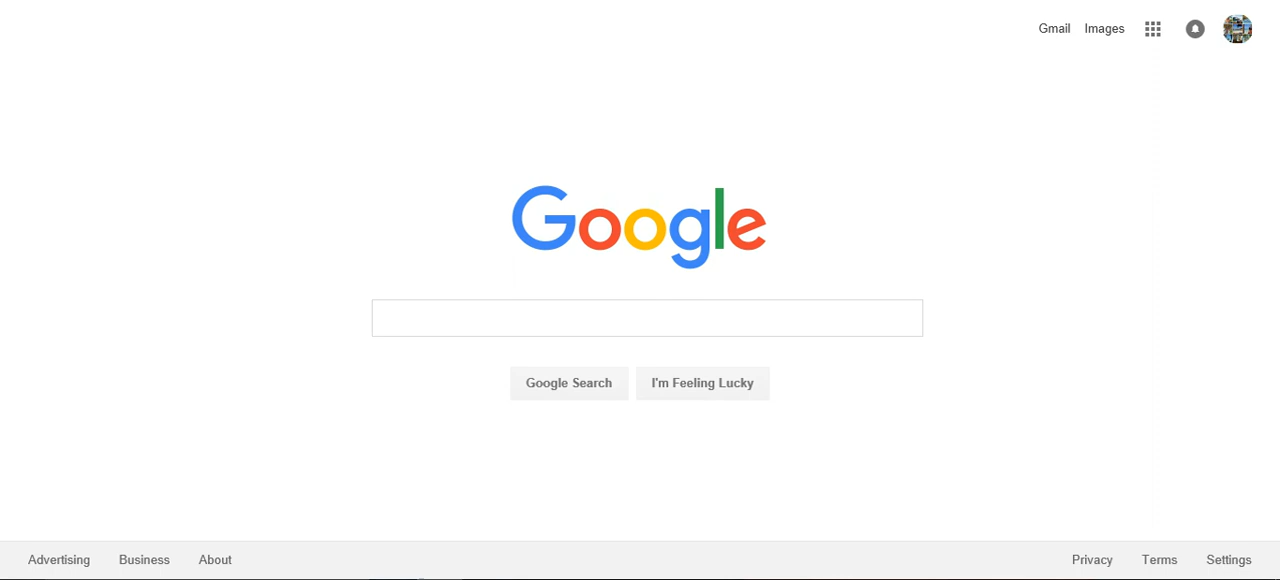 Gmail Images
Google
Google Search I'm Feeling Lucky
Advertising Business About Privacy Terms Settings